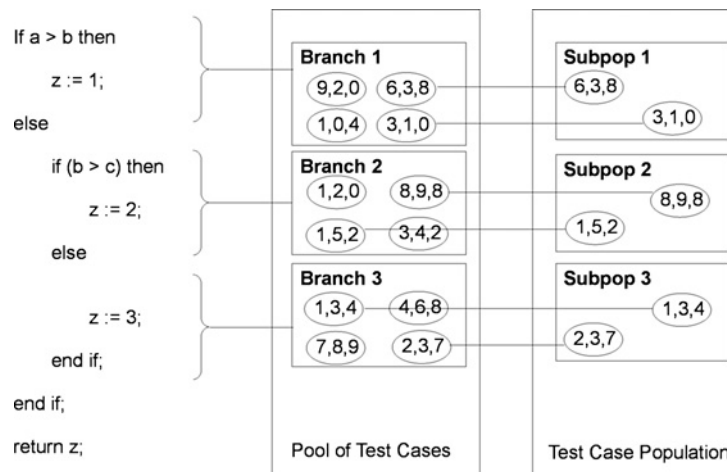 If a > b then
z := 1;
else
if (b > c) then
z := 2;
else
z := 3;
end if;
end if;
return z;
Branch 1
9,2,0 6,3,8
1,0,4 3,1,0
Branch 2
1,2,0 8,9,8
1,5,2 3,4,2
Branch 3
1,3,4 4,6,8
7,8,9 2,3,7
Pool of Test Cases
Subpop 1
6,3,8
3,1,0
Subpop 2
8,9,8
1,5,2
Subpop 3
1,3,4
2,3,7
Test Case Population